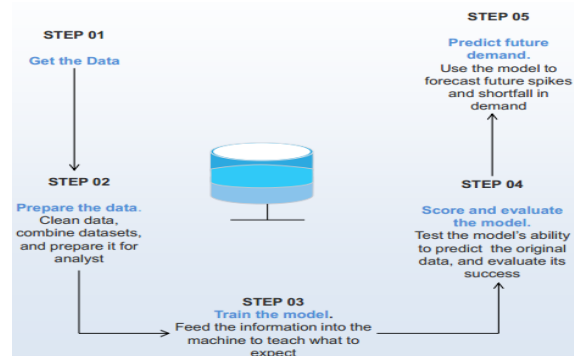 STEP 01
Get the Data
STEP 02
Prepare the data.
Clean data,
combine datasets,
and prepare it for
analyst
STEP 03
Train the model.
Feed the information into the
machine to teach what to
expect
STEP 04
Score and evaluate
the model.
Test the model's ability
to predict the original
data, and evaluate its
success
STEP 05
Predict future
demand.
Use the model to
forecast future spikes
and shortfall in
demand